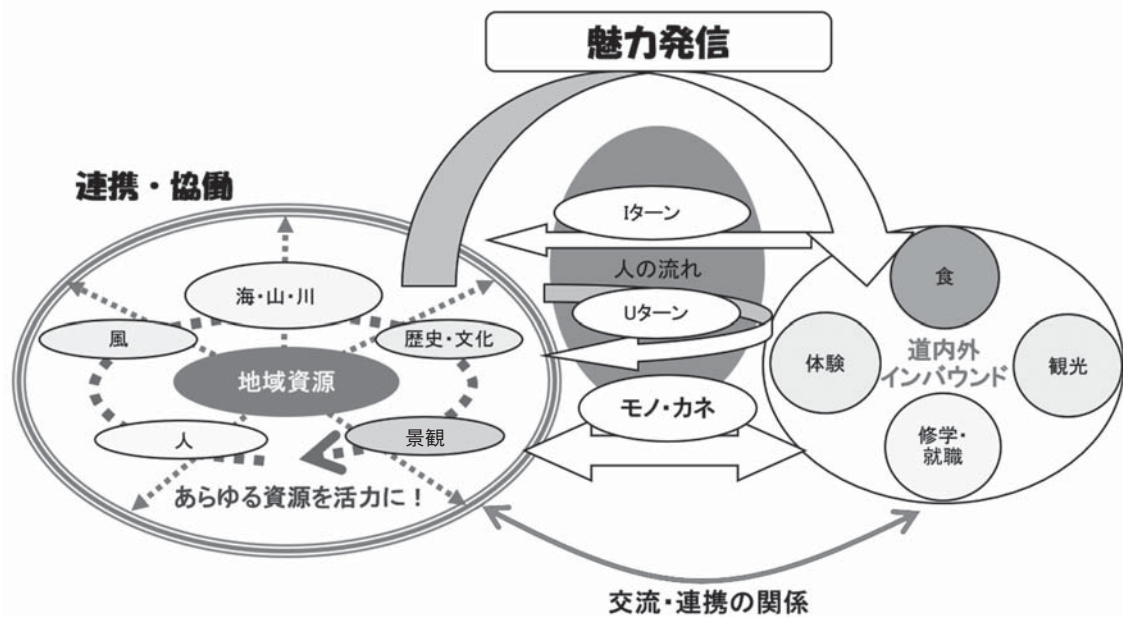 魅力発信
連携・協働
Iターン
人の流れ
Uターン
モノ・カネ
海・山・川
風
歴史・文化
地域資源
人
景観
あらゆる資源を活力に！
食
体験
道内外
インバウンド
観光
修学・
就職
交流・連携の関係